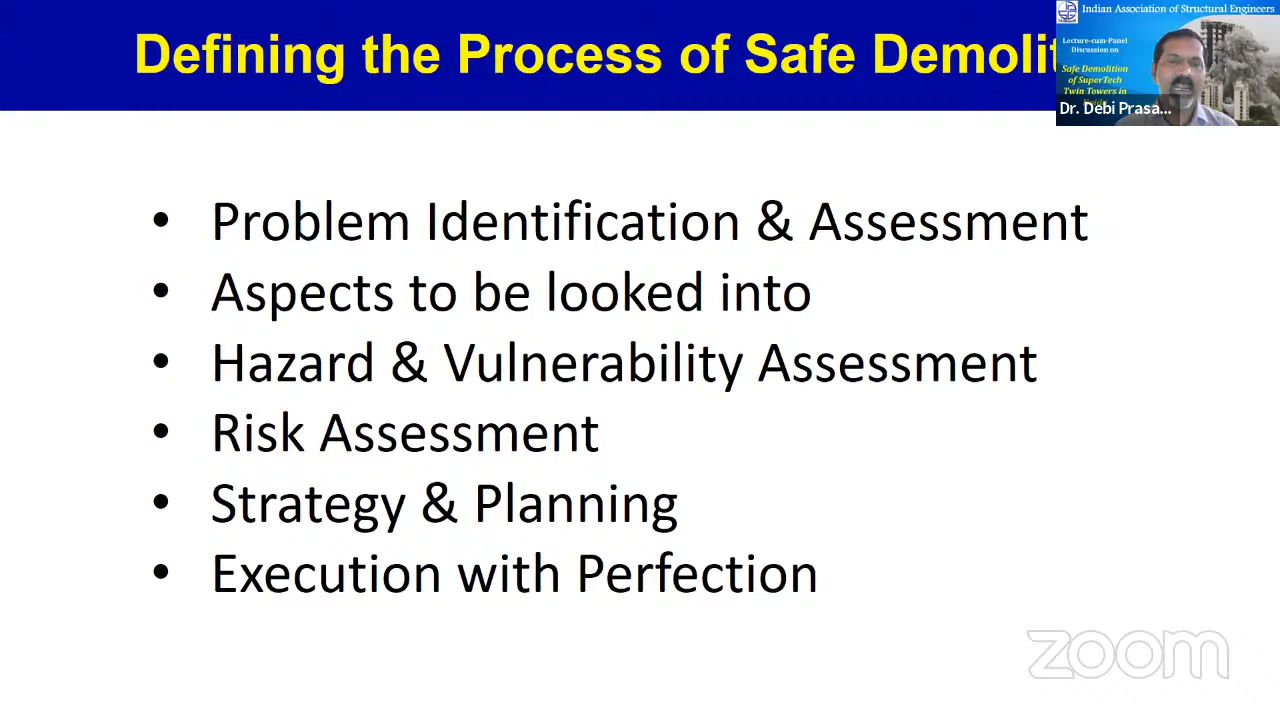 Defining the Process of Safe Demolit
Indian Association of Structural Engineers
Lecture-cum-Panel
Discussion on
Safe Demolition
of SuperTech
Twin Towers in
Dr. Debi Prasa...
• Problem Identification & Assessment
• Aspects to be looked into
• Hazard & Vulnerability Assessment
• Risk Assessment
• Strategy & Planning
• Execution with Perfection
zoom